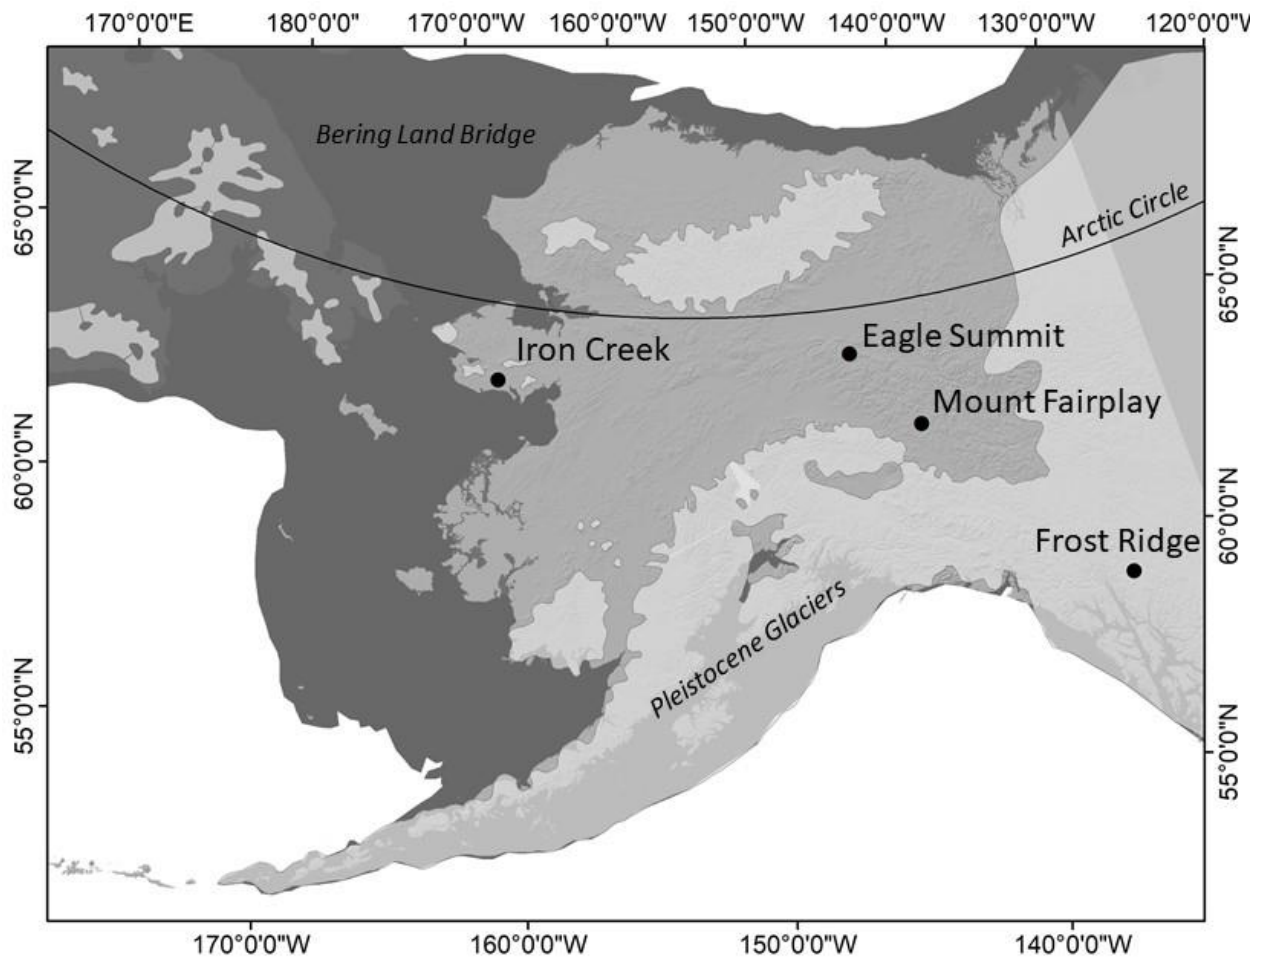 170°0'0"E 180°0'0" 170°0'0"W 160°0'0"W 150°0'0"W 140°0'0"W 130°0'0"W 120°0'0"W
Bering Land Bridge
65°0'0"N
Arctic Circle
65°0'0"N
Eagle Summit
Iron Creek
Mount Fairplay
60°0'0"N
60°0'0"N
Frost Ridge
Pleistocene Glaciers
55°0'0"N
55°0'0"N
170°0'0"W 160°0'0"W 150°0'0"W 140°0'0"W